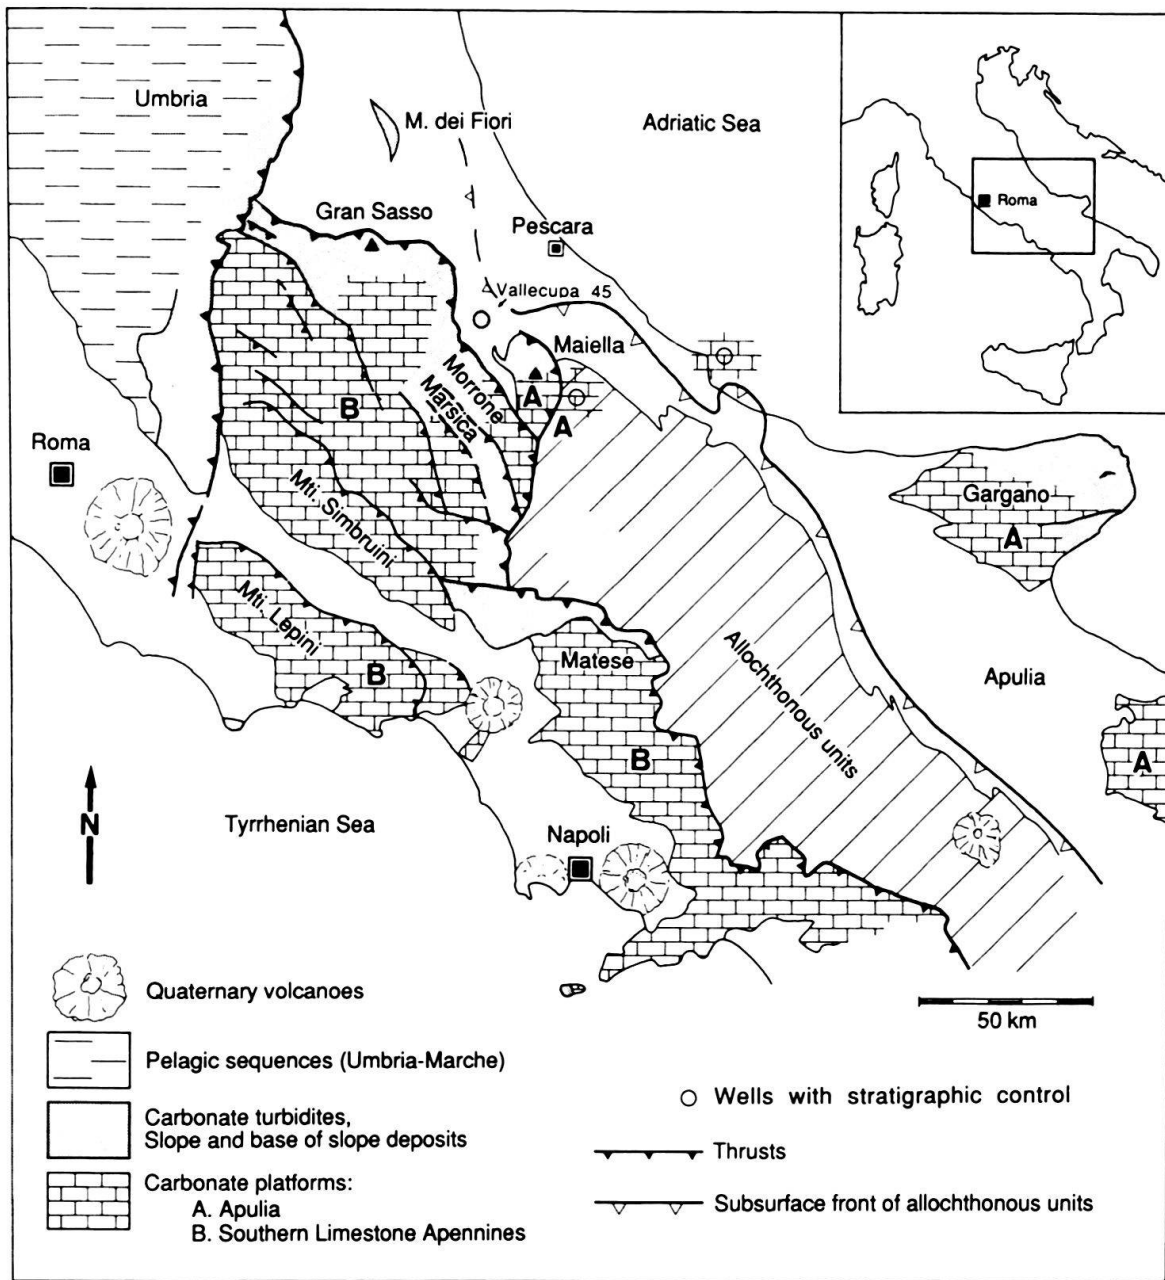 Umbria
M. dei Fiori
Adriatic Sea
Roma
Gran Sasso
Pescara
Vallecupa 45
Maiella
Morrone
Marsica
A
A
B
Roma
Mti. Simbruini
Gargano
A
Mti. Lepini
B
Matese
Allochthonous units
Apulia
B
A
N
Tyrrhenian Sea
Napoli
Quaternary volcanoes
50 km
Pelagic sequences (Umbria-Marche)
Carbonate turbidites,
Slope and base of slope deposits
Carbonate platforms:
A. Apulia
B. Southern Limestone Apennines
Wells with stratigraphic control
Thrusts
Subsurface front of allochthonous units